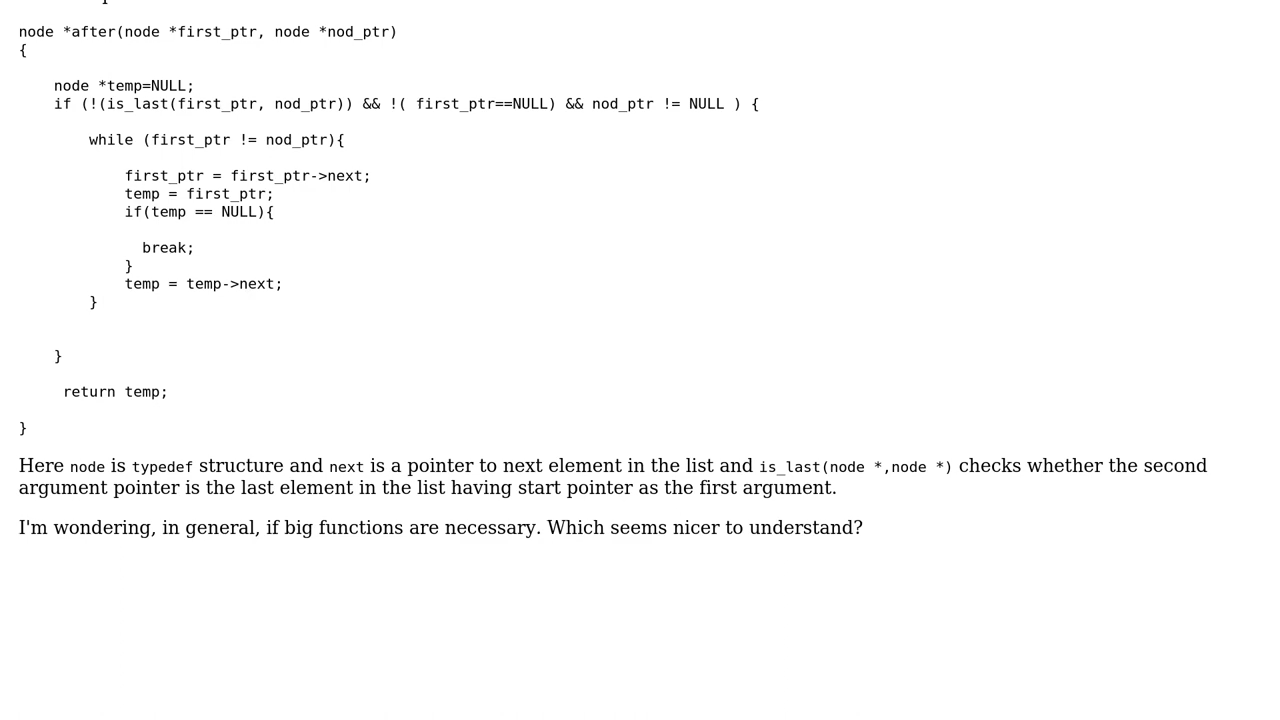 node *after(node *first_ptr, node *nod_ptr)
{
node *temp=NULL;
if (!(is_last(first_ptr, nod_ptr)) && !( first_ptr==NULL) && nod_ptr != NULL ) {
while (first_ptr != nod_ptr){
first_ptr = first_ptr->next;
temp = first_ptr;
if(temp == NULL){
break;
}
temp = temp->next;
}
}
return temp;
}
Here node is typedef structure and next is a pointer to next element in the list and is_last(node *,node *) checks whether the second
argument pointer is the last element in the list having start pointer as the first argument.
I'm wondering, in general, if big functions are necessary. Which seems nicer to understand?